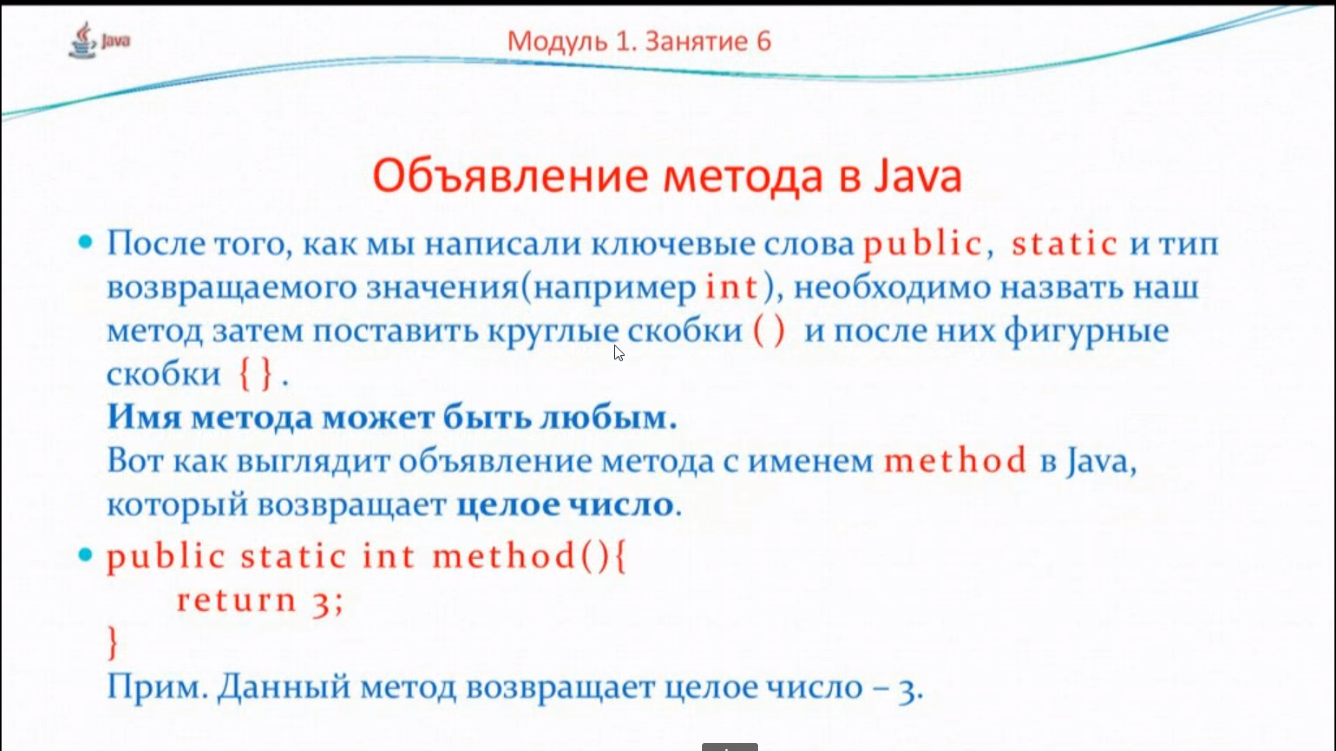 Java
Модуль 1. Занятие 6
Объявление метода в Java
После того, как мы написали ключевые слова public, static и тип
возвращаемого значения(например int), необходимо назвать наш
метод затем поставить круглые скобки () и после них фигурные
скобки {}.
Имя метода может быть любым.
Вот как выглядит объявление метода с именем method в Java,
который возвращает целое число.
public static int method(){
return 3;
}
Прим. Данный метод возвращает целое число – 3.